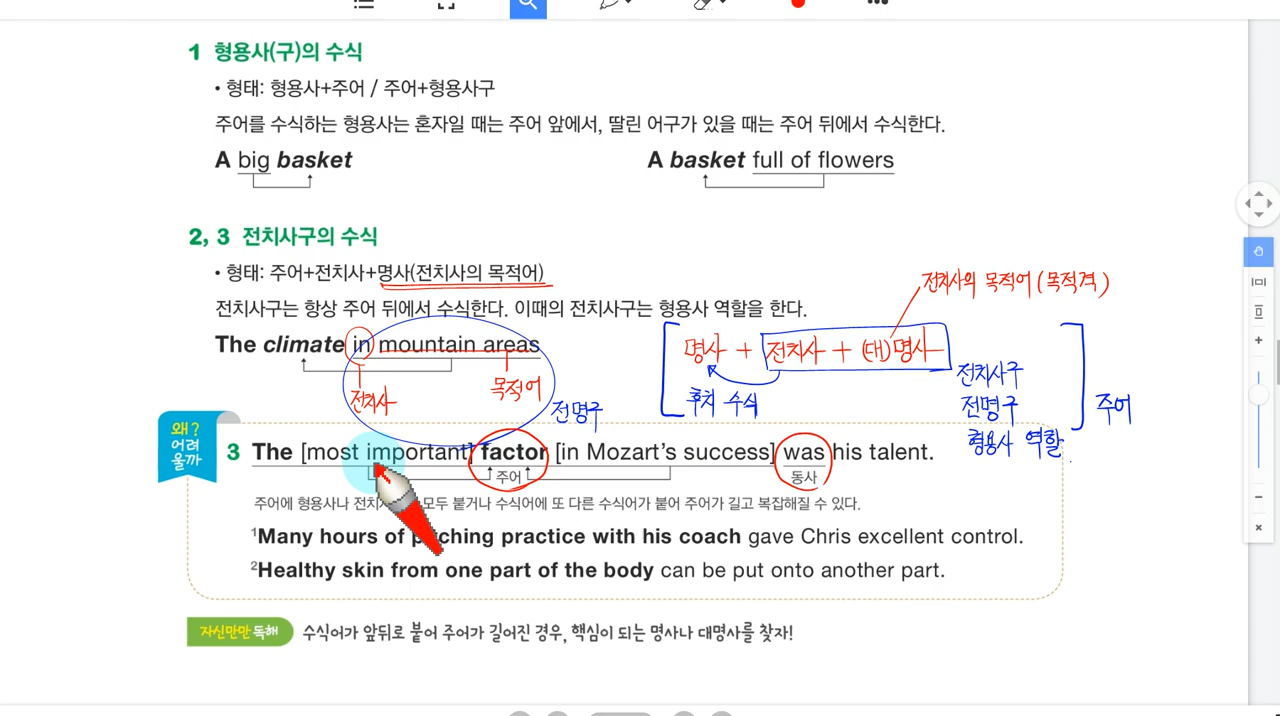 1 형용사(구)의 수식
• 형태: 형용사+주어 / 주어+형용사구
주어를 수식하는 형용사는 혼자일 때는 주어 앞에서, 딸린 어구가 있을 때는 주어 뒤에서 수식한다.
A big basket
A basket full of flowers
2, 3 전치사구의 수식
• 형태: 주어+전치사+명사(전치사의 목적어)
전치사의 목적어(목적격)
전치사구는 항상 주어 뒤에서 수식한다. 이때의 전치사구는 형용사 역할을 한다.
The climate in mountain areas
명사 + 전치사 + (대)명사
전치사
목적어
전명구
후치 수식
전치사구
전명구
형용사 역할
주어
왜?
어려
울까
3 The [most important] factor [in Mozart's success] was his talent.
주어
동사
주어에 형용사나 전치 모두 붙거나 수식어에 또 다른 수식어가 붙어 주어가 길고 복잡해질 수 있다.
1Many hours of pitching practice with his coach gave Chris excellent control.
2Healthy skin from one part of the body can be put onto another part.
자신만만 독해 수식어가 앞뒤로 붙어 주어가 길어진 경우, 핵심이 되는 명사나 대명사를 찾자!